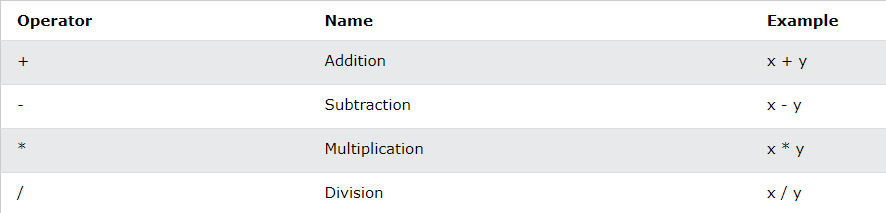 Operator Name Example
+ Addition x + y
- Subtraction x - y
* Multiplication x * y
/ Division x / y